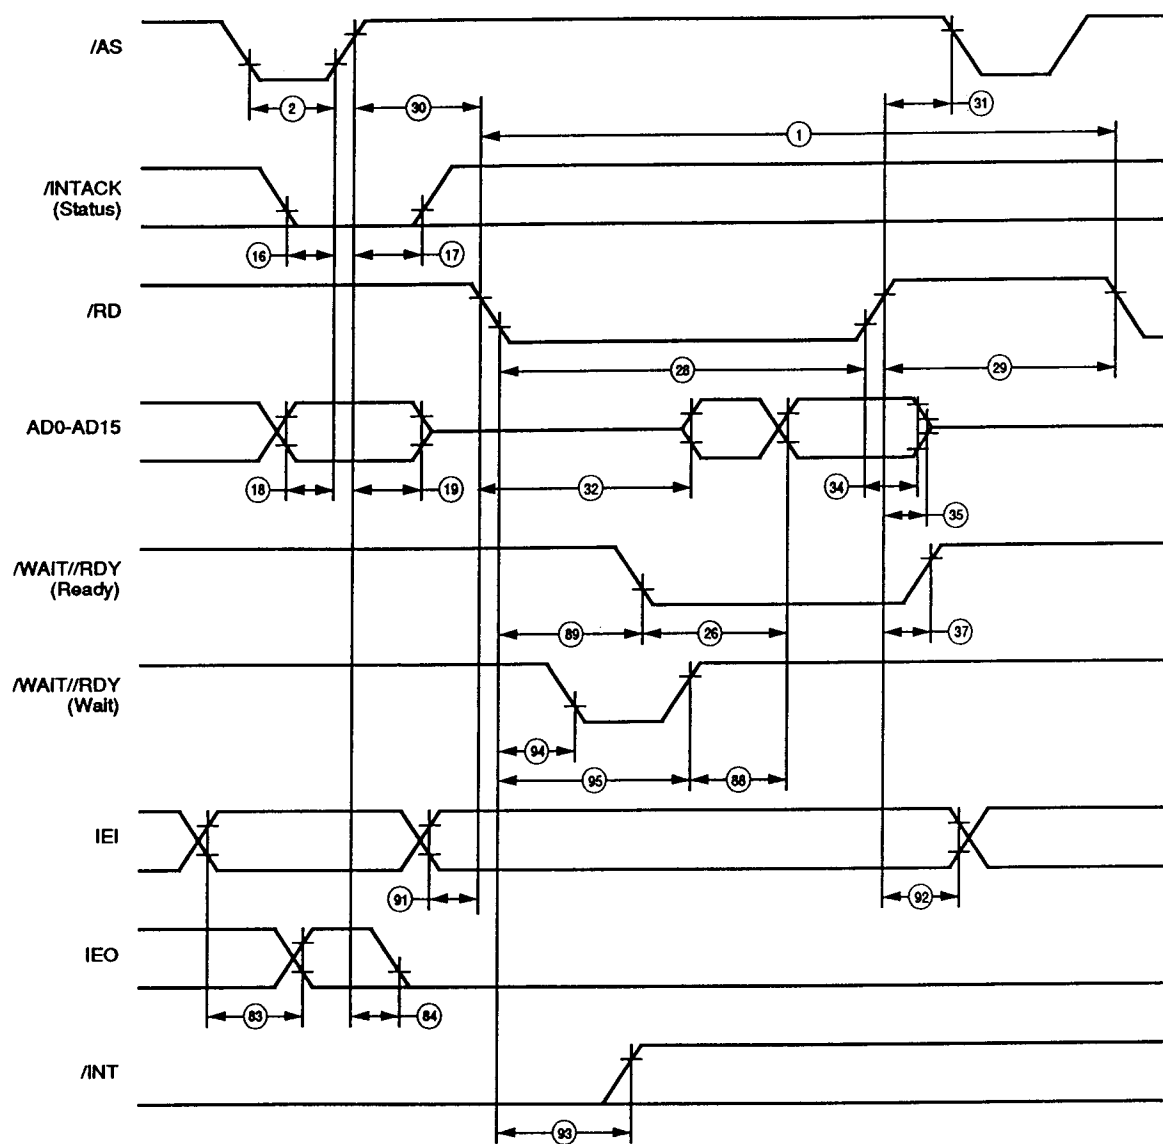 /AS
2
30
31
1
/INTACK
(Status)
16
17
/RD
28
29
AD0-AD15
18
19
32
34
35
/WAIT//RDY
(Ready)
89
26
37
/WAIT//RDY
(Wait)
94
95
88
IEI
91
92
IEO
83
84
/INT
93